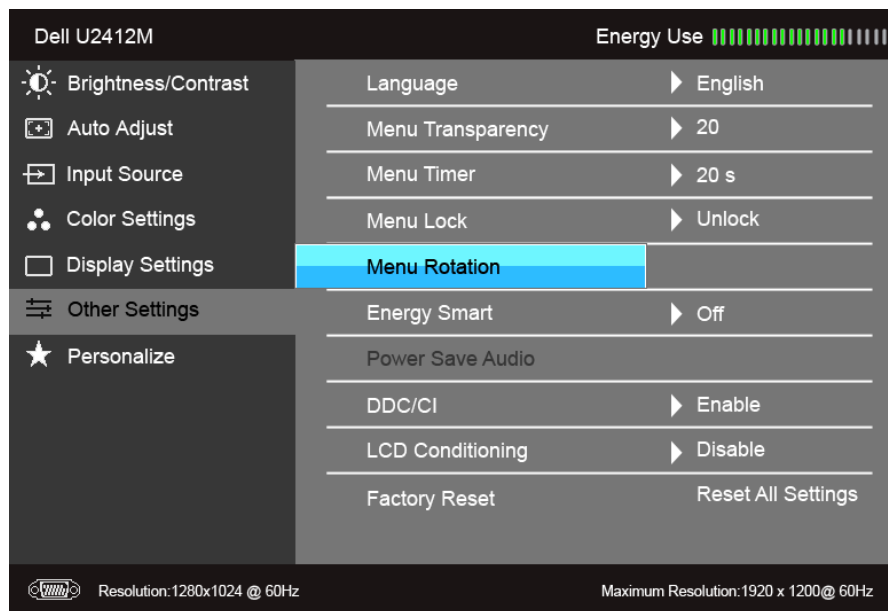 Dell U2412M Energy Use
Brightness/Contrast Language English
Auto Adjust Menu Transparency 20
Input Source Menu Timer 20 s
Color Settings Menu Lock Unlock
Display Settings Menu Rotation
Other Settings Energy Smart Off
Personalize Power Save Audio
DDC/CI Enable
LCD Conditioning Disable
Factory Reset Reset All Settings
Resolution:1280x1024 @ 60Hz Maximum Resolution:1920 x 1200@ 60Hz